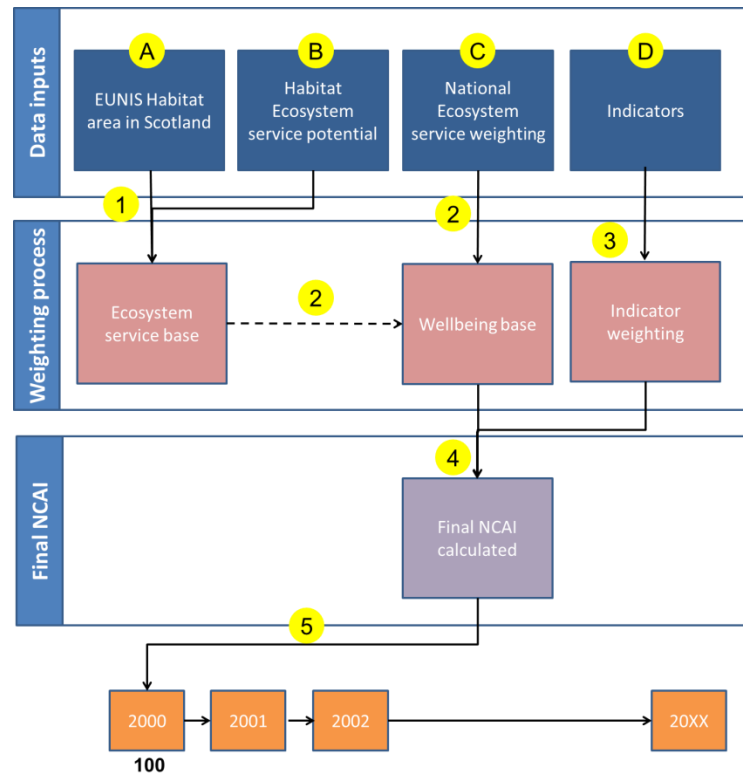 Data inputs
A
B
C
D
EUNIS Habitat
area in Scotland
Habitat
Ecosystem
service potential
National
Ecosystem
service weighting
Indicators
1
2
3
Weighting process
Ecosystem
service base
2
Wellbeing base
Indicator
weighting
Final NCAI
4
Final NCAI
calculated
5
2000
2001
2002
20XX
100